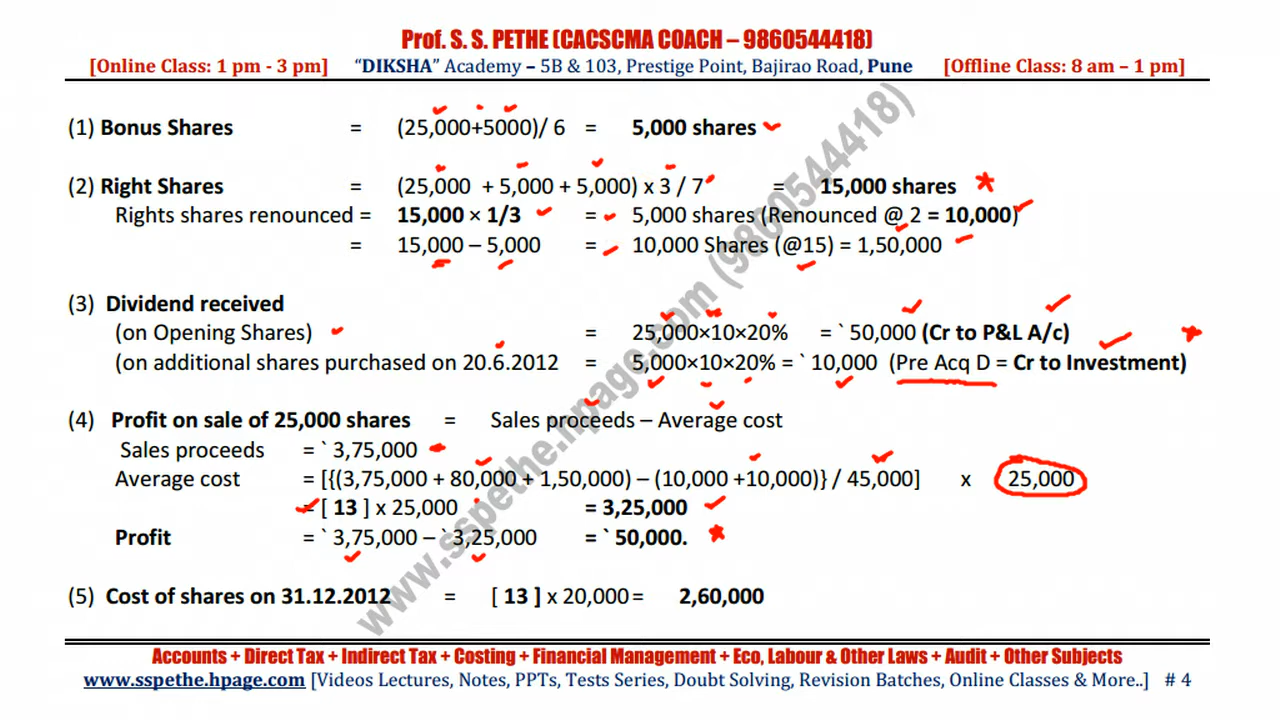 Prof. S. S. PETHE (CACSCMA COACH – 9860544418)
[Online Class: 1 pm - 3 pm] “DIKSHA” Academy – 5B & 103, Prestige Point, Bajirao Road, Pune [Offline Class: 8 am – 1 pm]
(1) Bonus Shares = (25,000+5000)/ 6 = 5,000 shares
(2) Right Shares = (25,000 + 5,000 + 5,000) x 3 / 7 = 15,000 shares
Rights shares renounced = 15,000 × 1/3 = 5,000 shares (Renounced @ 2 = 10,000)
= 15,000 – 5,000 = 10,000 Shares (@15) = 1,50,000
(3) Dividend received
(on Opening Shares) = 25,000×10×20% = ` 50,000 (Cr to P&L A/c)
(on additional shares purchased on 20.6.2012 = 5,000×10×20% = ` 10,000 (Pre Acq D = Cr to Investment)
(4) Profit on sale of 25,000 shares = Sales proceeds – Average cost
Sales proceeds = ` 3,75,000
Average cost = [{(3,75,000 + 80,000 + 1,50,000) – (10,000 +10,000)} / 45,000] x 25,000
= [ 13 ] x 25,000 = 3,25,000
Profit = ` 3,75,000 – ` 3,25,000 = ` 50,000.
(5) Cost of shares on 31.12.2012 = [ 13 ] x 20,000 = 2,60,000
www.sspethe.hpage.com (9860544418)
Accounts + Direct Tax + Indirect Tax + Costing + Financial Management + Eco, Labour & Other Laws + Audit + Other Subjects
www.sspethe.hpage.com [Videos Lectures, Notes, PPTs, Tests Series, Doubt Solving, Revision Batches, Online Classes & More..] # 4